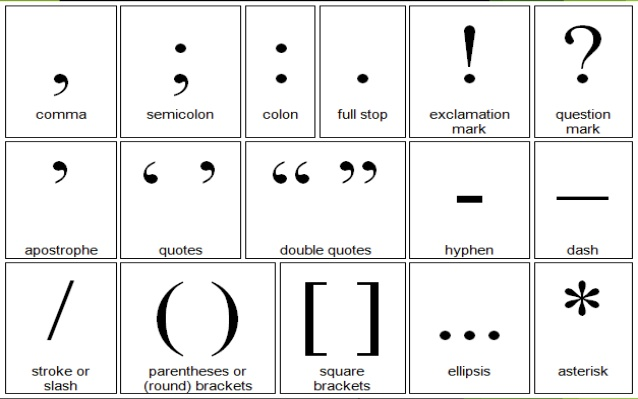 , ; : . ! ?
comma semicolon colon full stop exclamation mark question mark
’ ‘ ’ “ ” - —
apostrophe quotes double quotes hyphen dash
/ ( ) [ ] ... *
stroke or slash parentheses or (round) brackets square brackets ellipsis asterisk